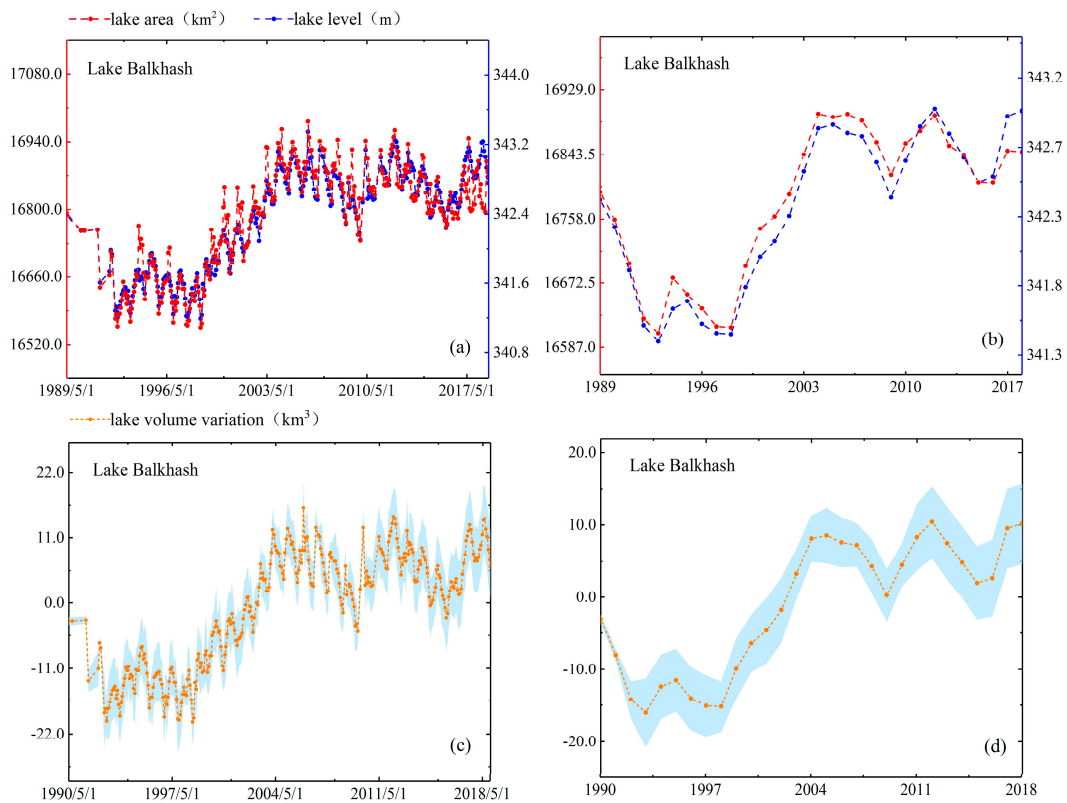 lake area（km²） lake level（m）
Lake Balkhash
17080.0
16940.0
16800.0
16660.0
16520.0
344.0
343.2
342.4
341.6
340.8
(a)
1989/5/1 1996/5/1 2003/5/1 2010/5/1 2017/5/1
Lake Balkhash
16929.0
16843.5
16758.0
16672.5
16587.0
343.2
342.7
342.3
341.8
341.3
(b)
1989 1996 2003 2010 2017
lake volume variation（km³）
Lake Balkhash
22.0
11.0
0.0
-11.0
-22.0
(c)
1990/5/1 1997/5/1 2004/5/1 2011/5/1 2018/5/1
Lake Balkhash
20.0
10.0
0.0
-10.0
-20.0
(d)
1990 1997 2004 2011 2018